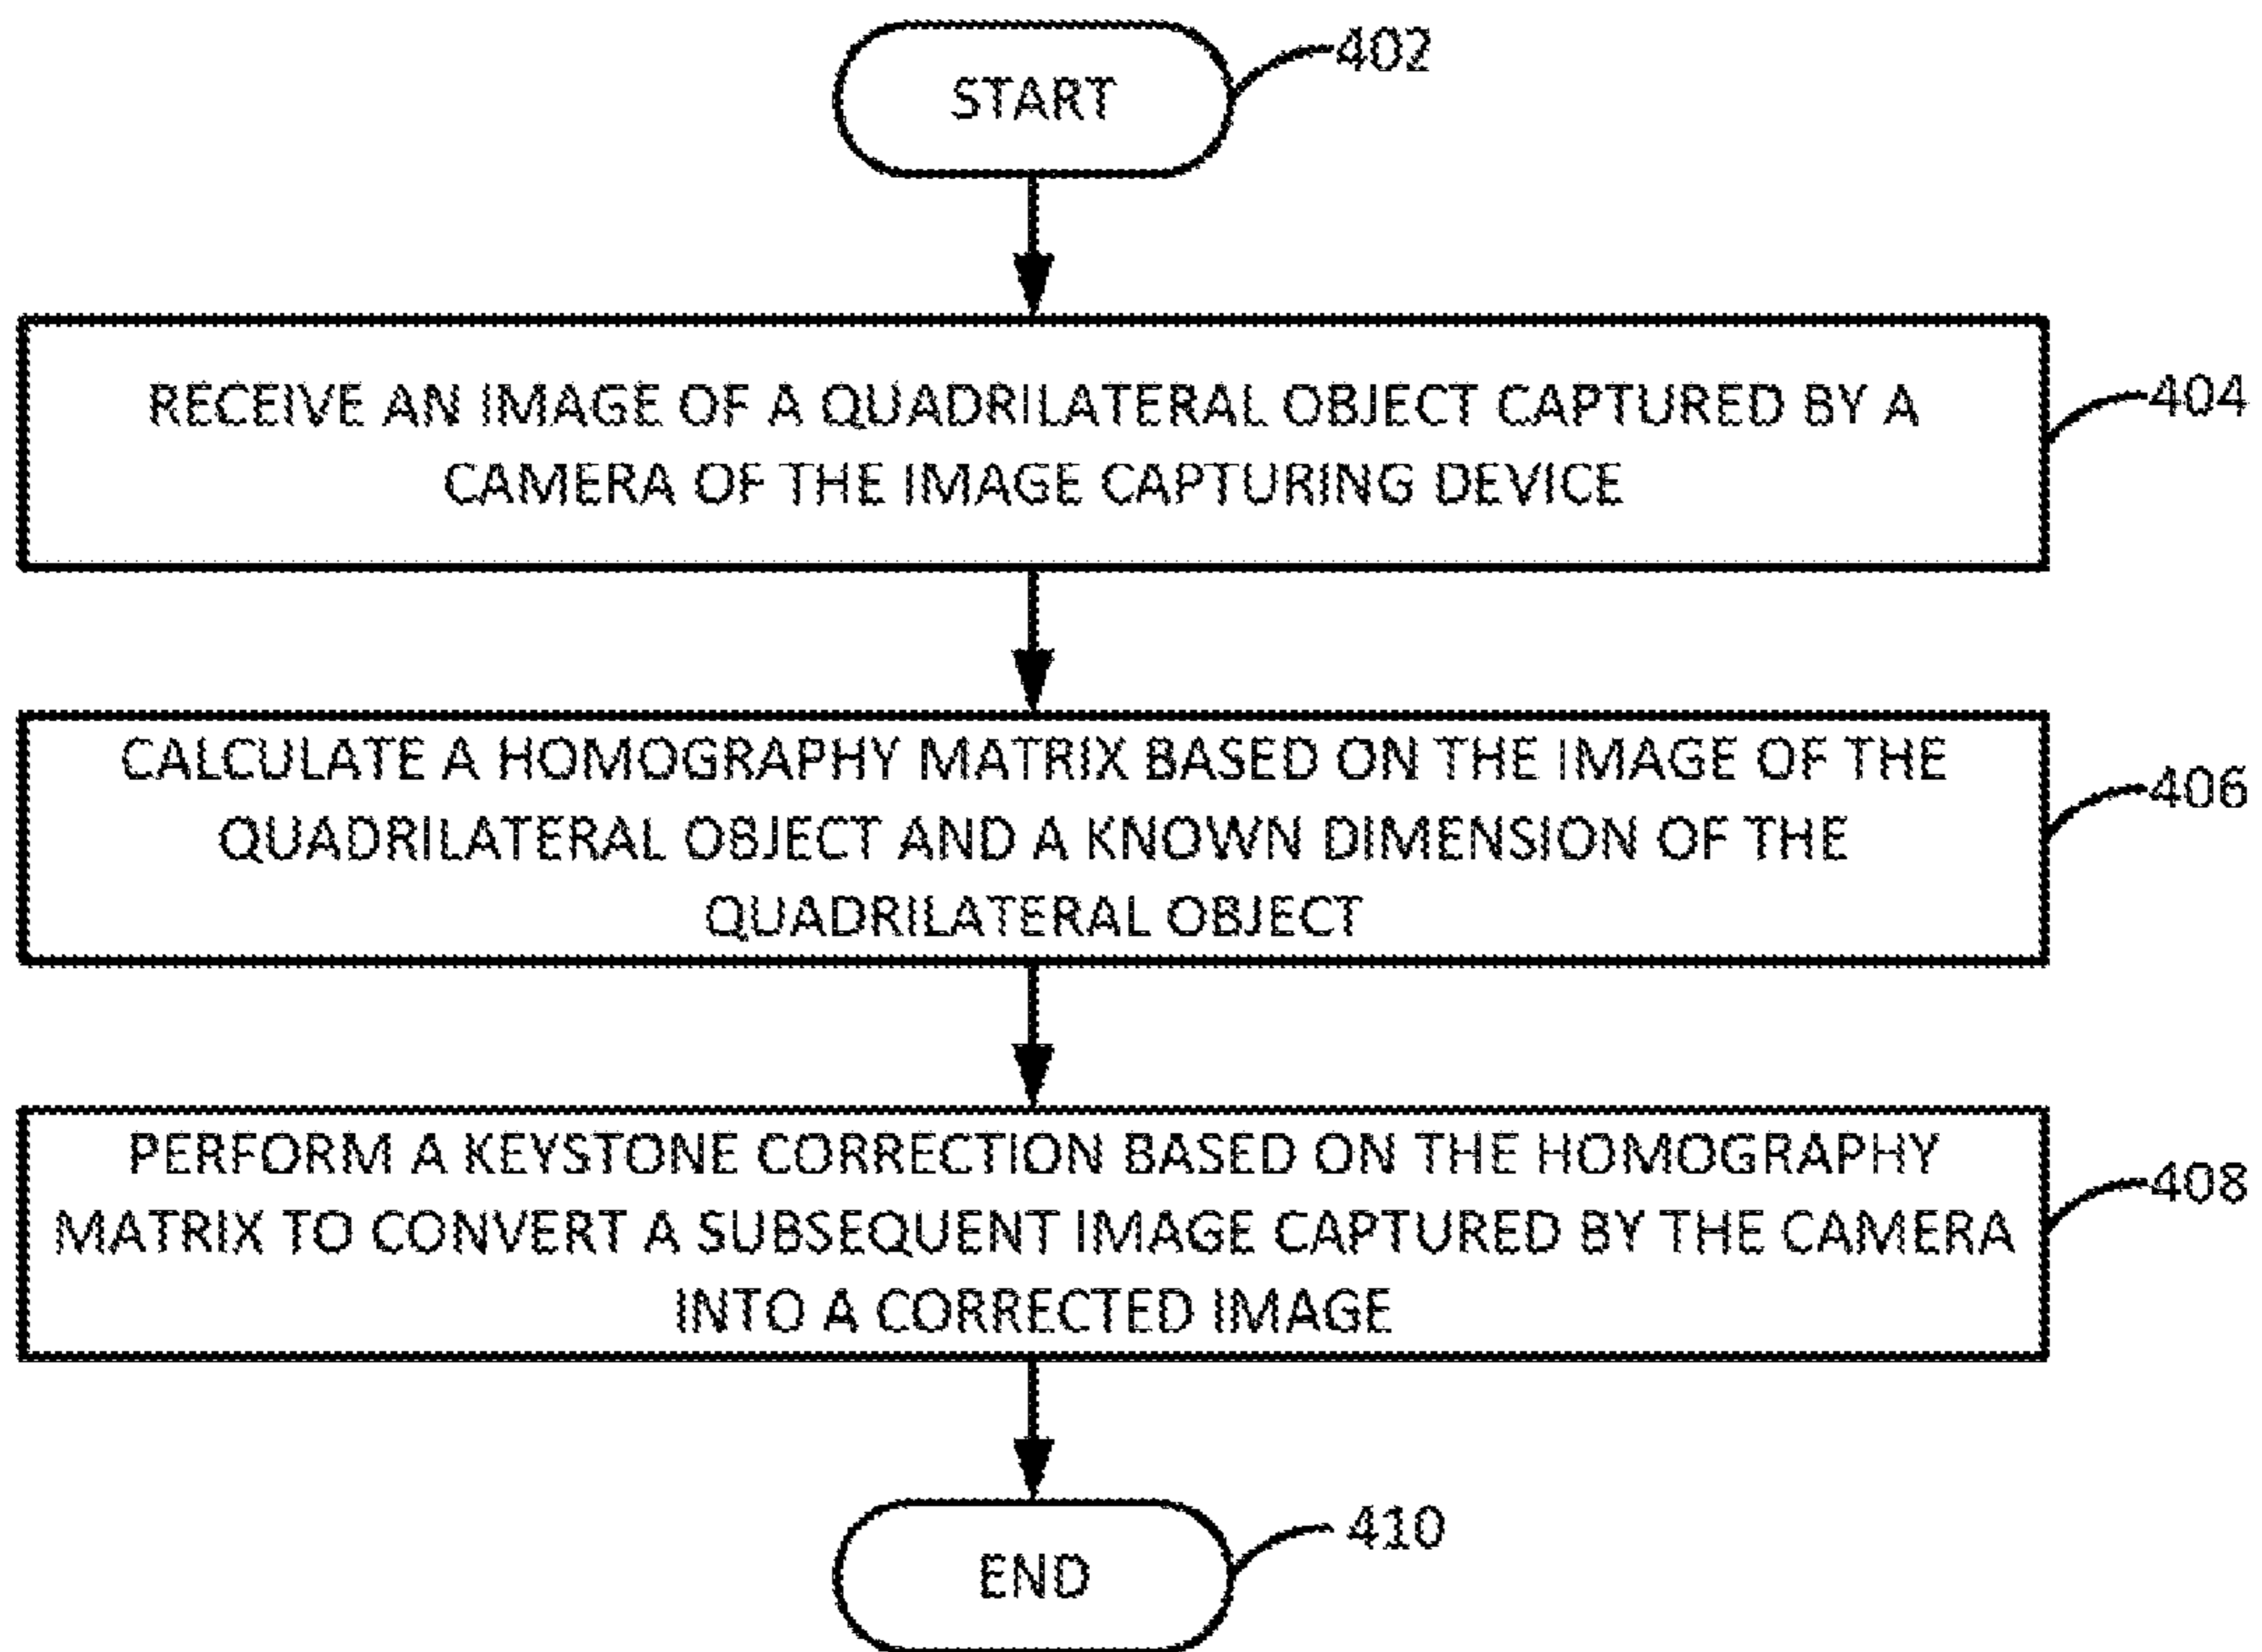 START
402
RECEIVE AN IMAGE OF A QUADRILATERAL OBJECT CAPTURED BY A
CAMERA OF THE IMAGE CAPTURING DEVICE
404
CALCULATE A HOMOGRAPHY MATRIX BASED ON THE IMAGE OF THE
QUADRILATERAL OBJECT AND A KNOWN DIMENSION OF THE
QUADRILATERAL OBJECT
406
PERFORM A KEYSTONE CORRECTION BASED ON THE HOMOGRAPHY
MATRIX TO CONVERT A SUBSEQUENT IMAGE CAPTURED BY THE CAMERA
INTO A CORRECTED IMAGE
408
END
410